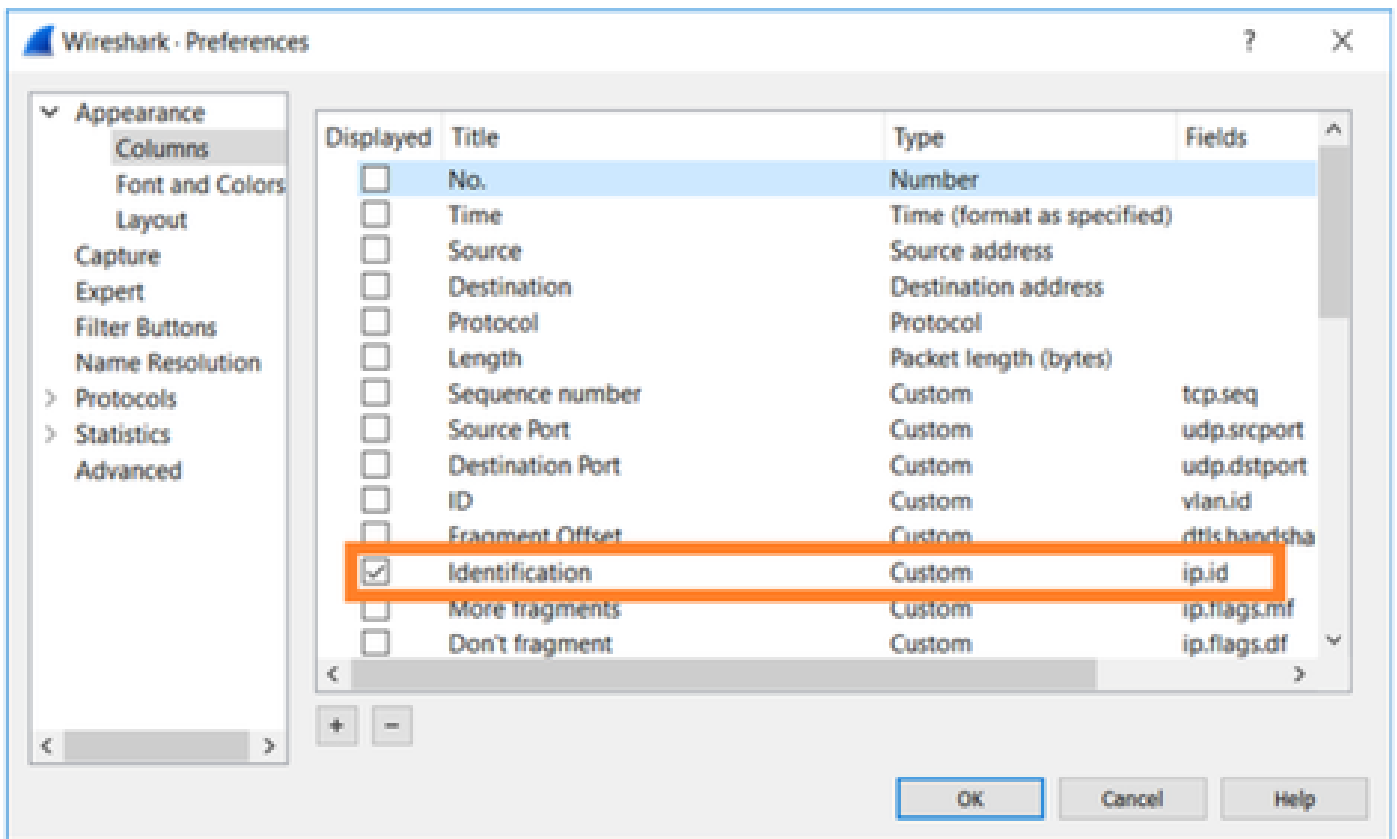 Wireshark · Preferences
Appearance
Columns
Font and Colors
Layout
Capture
Expert
Filter Buttons
Name Resolution
Protocols
Statistics
Advanced
Displayed Title Type Fields
No. Number
Time Time (format as specified)
Source Source address
Destination Destination address
Protocol Protocol
Length Packet length (bytes)
Sequence number Custom tcp.seq
Source Port Custom udp.srcport
Destination Port Custom udp.dstport
ID Custom vlan.id
Fragment Offset Custom dtls.handsha
Identification Custom ip.id
More fragments Custom ip.flags.mf
Don't fragment Custom ip.flags.df
OK Cancel Help